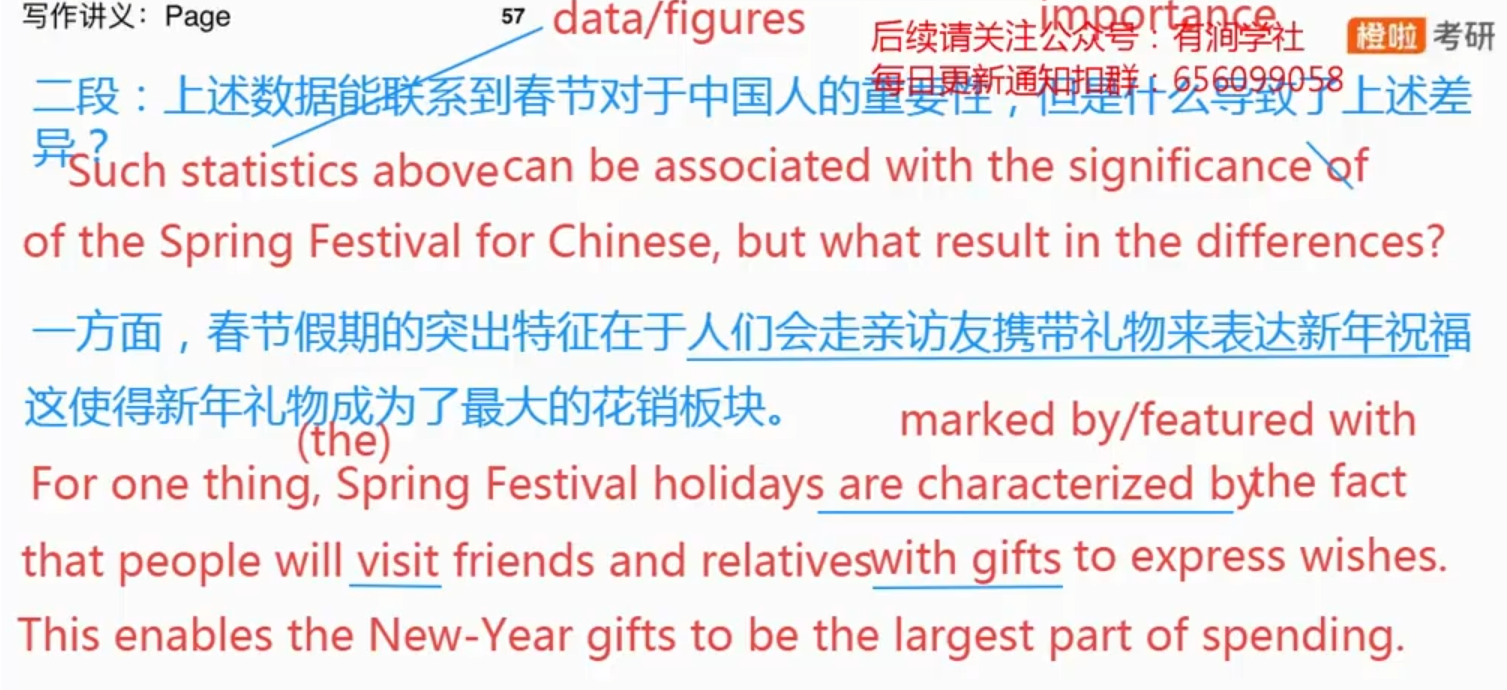 写作讲义：Page 57 data/figures importance
后续请关注公众号：有涧学社 橙啦 考研
每日更新通知扣群：656099058
二段：上述数据能联系到春节对于中国人的重要性，但是什么导致了上述差
异？
Such statistics above can be associated with the significance of
of the Spring Festival for Chinese, but what result in the differences?
一方面，春节假期的突出特征在于人们会走亲访友携带礼物来表达新年祝福
这使得新年礼物成为了最大的花销板块。
(the) marked by/featured with
For one thing, Spring Festival holidays are characterized by the fact
that people will visit friends and relatives with gifts to express wishes.
This enables the New-Year gifts to be the largest part of spending.